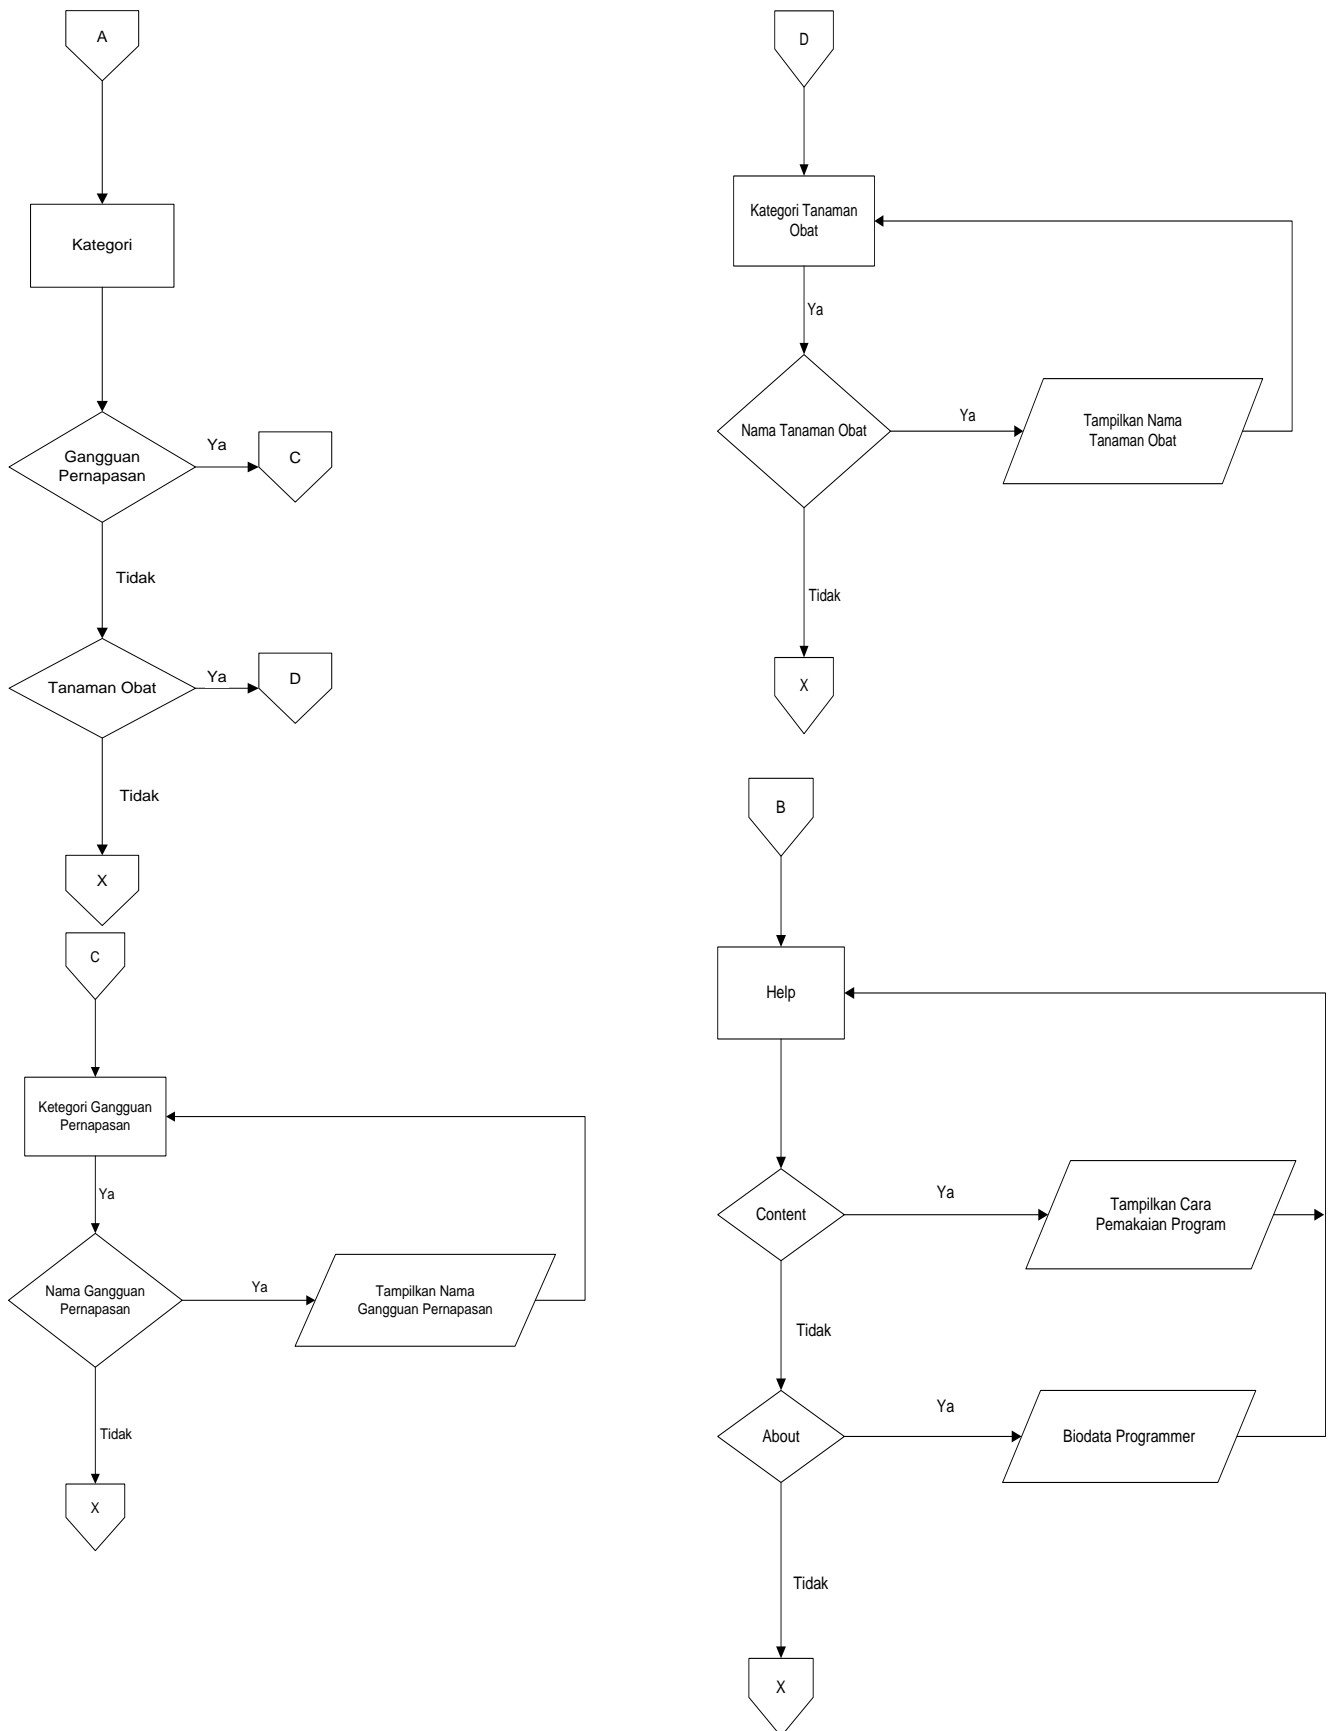 A
Kategori
Gangguan
Pernapasan
Ya
C
Tidak
Tanaman Obat
Ya
D
Tidak
X
C
Ketegori Gangguan
Pernapasan
Ya
Nama Gangguan
Pernapasan
Ya
Tampilkan Nama
Gangguan Pernapasan
Tidak
X
D
Kategori Tanaman
Obat
Ya
Nama Tanaman Obat
Ya
Tampilkan Nama
Tanaman Obat
Tidak
X
B
Help
Content
Ya
Tampilkan Cara
Pemakaian Program
Tidak
About
Ya
Biodata Programmer
Tidak
X